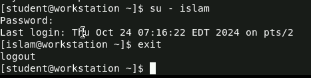 [student@workstation ~]$ su - islam
Password:
Last login: Thu Oct 24 07:16:22 EDT 2024 on pts/2
[islam@workstation ~]$ exit
logout
[student@workstation ~]$